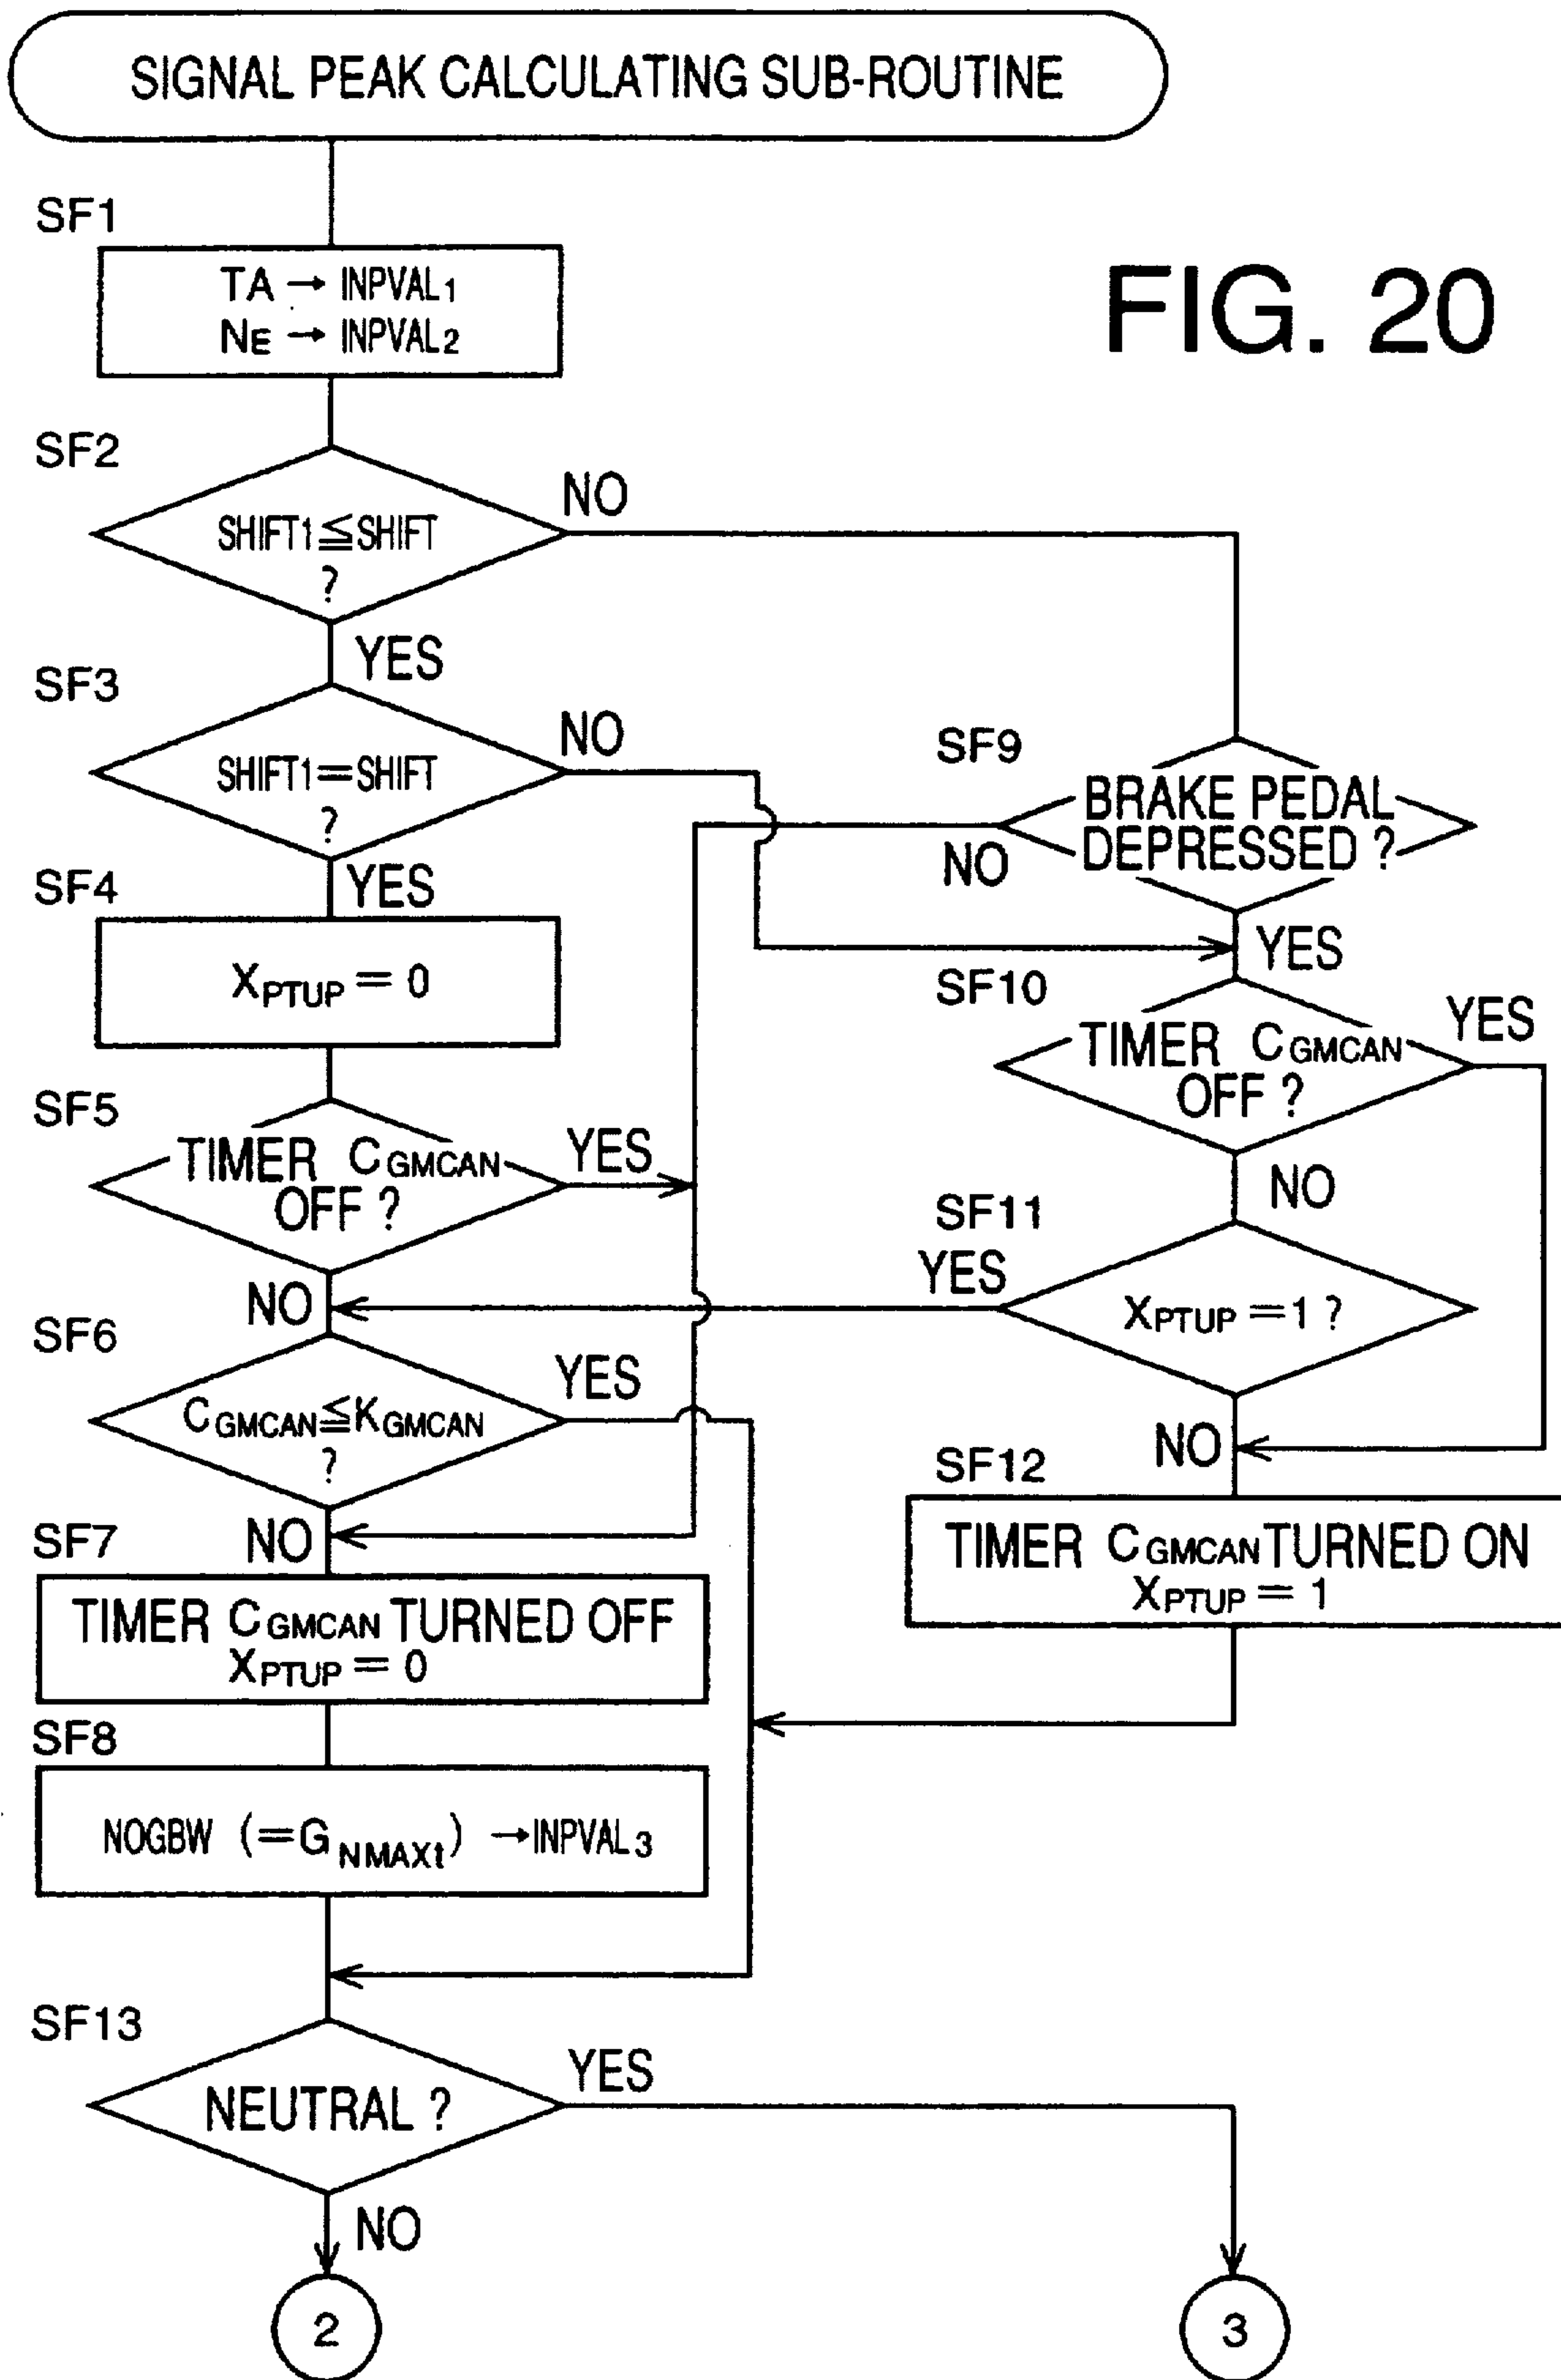 SIGNAL PEAK CALCULATING SUB-ROUTINE
FIG. 20
SF1
TA → INPVAL1
NE → INPVAL2
SF2
SHIFT1≦SHIFT
?
NO
YES
SF3
SHIFT1=SHIFT
?
NO
YES
SF4
XPTUP = 0
SF5
TIMER CGMCAN
OFF ?
YES
NO
SF6
CGMCAN≦KGMCAN
?
YES
NO
SF7
TIMER CGMCAN TURNED OFF
XPTUP = 0
SF8
NOGBW (=GNMAXt) →INPVAL3
SF9
BRAKE PEDAL
DEPRESSED ?
NO
YES
SF10
TIMER CGMCAN
OFF ?
YES
NO
SF11
XPTUP =1 ?
YES
NO
SF12
TIMER CGMCAN TURNED ON
XPTUP = 1
SF13
NEUTRAL ?
YES
NO
2
3